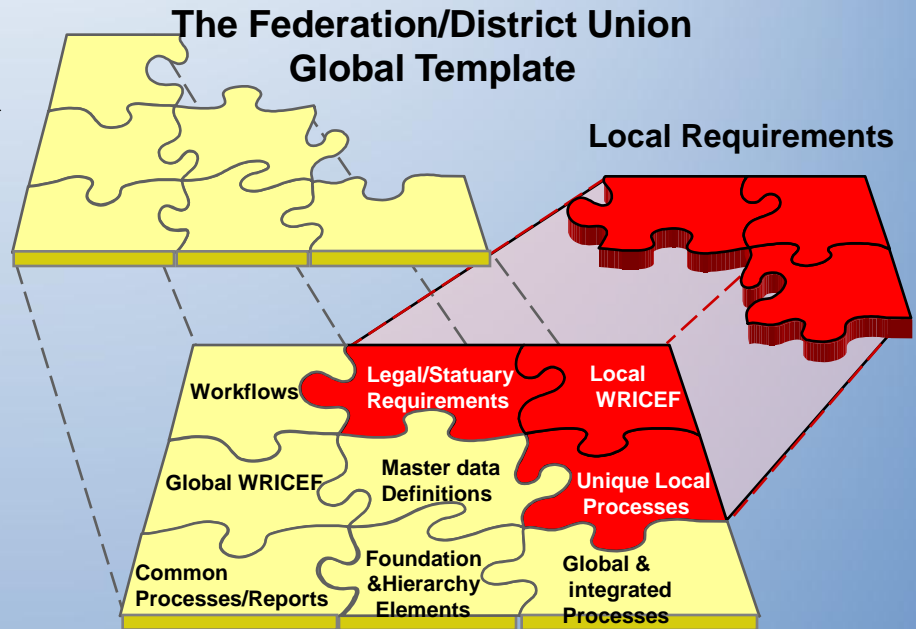 The Federation/District Union
Global Template
Local Requirements
Workflows
Legal/Statuary
Requirements
Local
WRICEF
Global WRICEF
Master data
Definitions
Unique Local
Processes
Common
Processes/Reports
Foundation
&Hierarchy
Elements
Global &
integrated
Processes